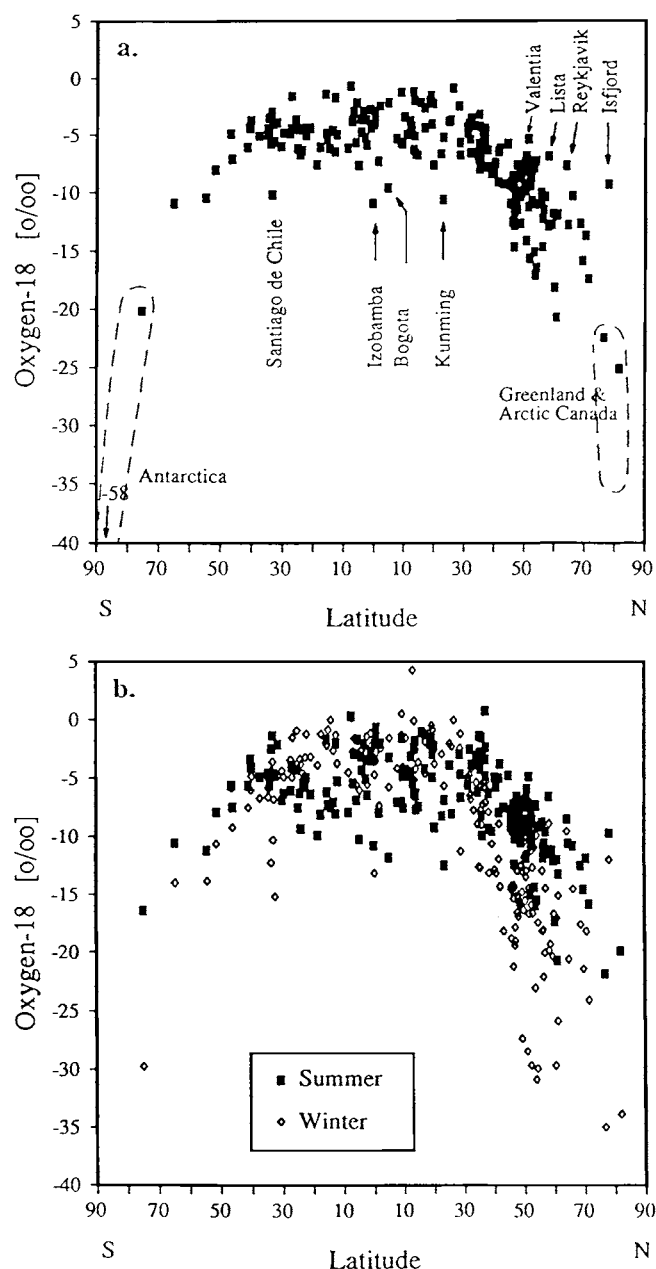 a.
5
0
-5
-10
-15
-20
-25
-30
-35
-40
Oxygen-18 [o/oo]
Valentia
Lista
Reykjavik
Isfjord
Santiago de Chile
Izobamba
Bogota
Kunming
Greenland &
Arctic Canada
Antarctica
-58
90 70 50 30 10 10 30 50 70 90
S Latitude N
b.
5
0
-5
-10
-15
-20
-25
-30
-35
-40
Oxygen-18 [o/oo]
Summer
Winter
90 70 50 30 10 10 30 50 70 90
S Latitude N